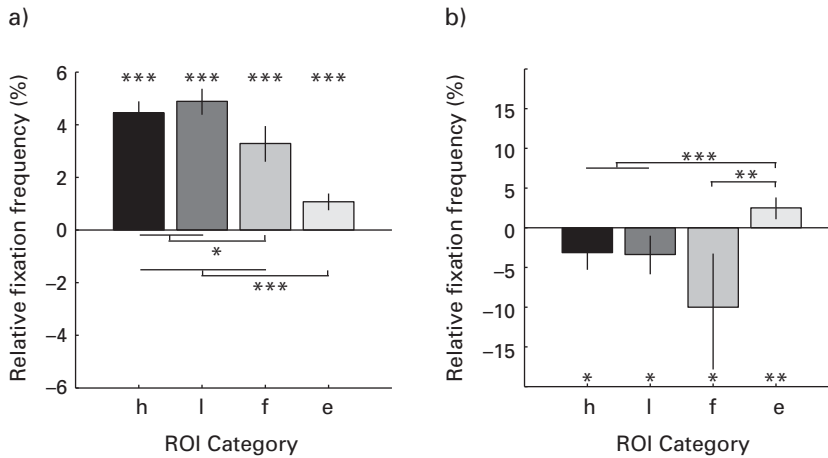 a)
Relative fixation frequency (%)
6
4
2
0
−2
−4
−6
*** *** *** ***
*
***
h l f e
ROI Category
b)
Relative fixation frequency (%)
15
10
5
0
−5
−10
−15
***
**
* * * **
h l f e
ROI Category